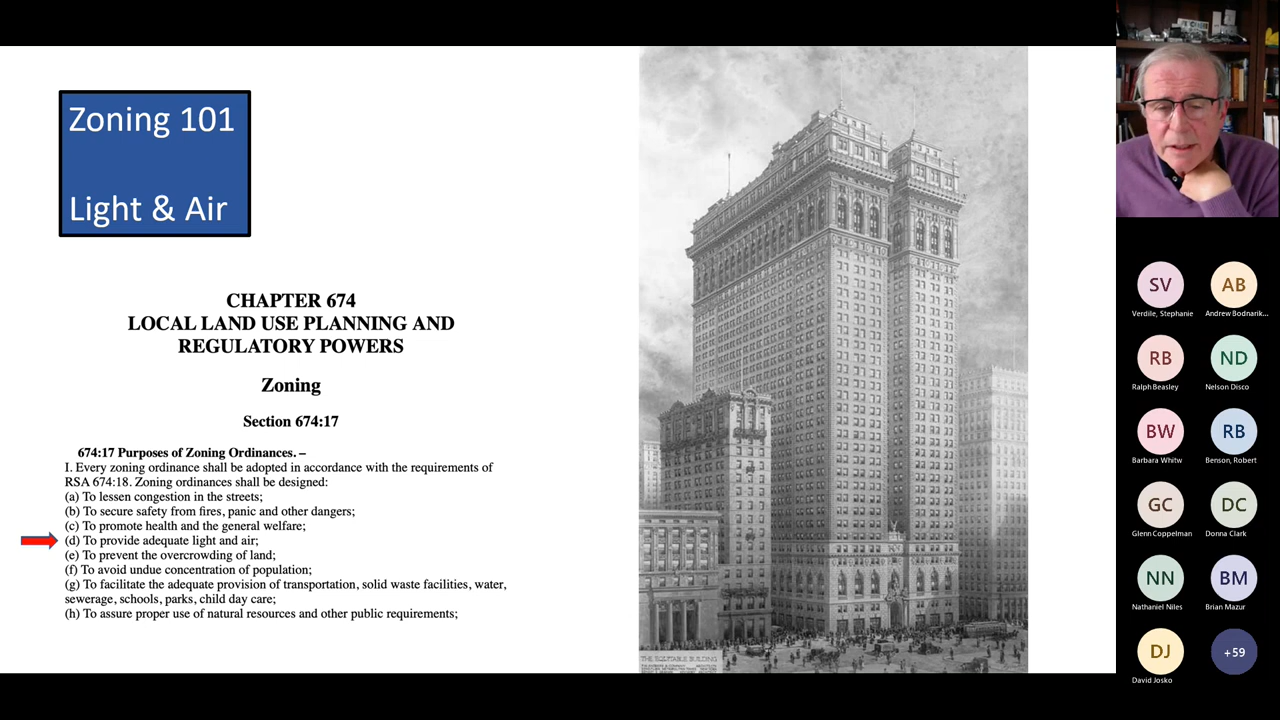 Zoning 101
Light & Air
CHAPTER 674
LOCAL LAND USE PLANNING AND
REGULATORY POWERS
Zoning
Section 674:17
674:17 Purposes of Zoning Ordinances. –
I. Every zoning ordinance shall be adopted in accordance with the requirements of
RSA 674:18. Zoning ordinances shall be designed:
(a) To lessen congestion in the streets;
(b) To secure safety from fires, panic and other dangers;
(c) To promote health and the general welfare;
(d) To provide adequate light and air;
(e) To prevent the overcrowding of land;
(f) To avoid undue concentration of population;
(g) To facilitate the adequate provision of transportation, solid waste facilities, water,
sewerage, schools, parks, child day care;
(h) To assure proper use of natural resources and other public requirements;
THE EQUITABLE BUILDING
SV
Verdile, Stephanie
AB
Andrew Bodnarik...
RB
Ralph Beasley
ND
Nelson Disco
BW
Barbara Whitw
RB
Benson, Robert
GC
Glenn Coppelman
DC
Donna Clark
NN
Nathaniel Niles
BM
Brian Mazur
DJ
David Josko
+59